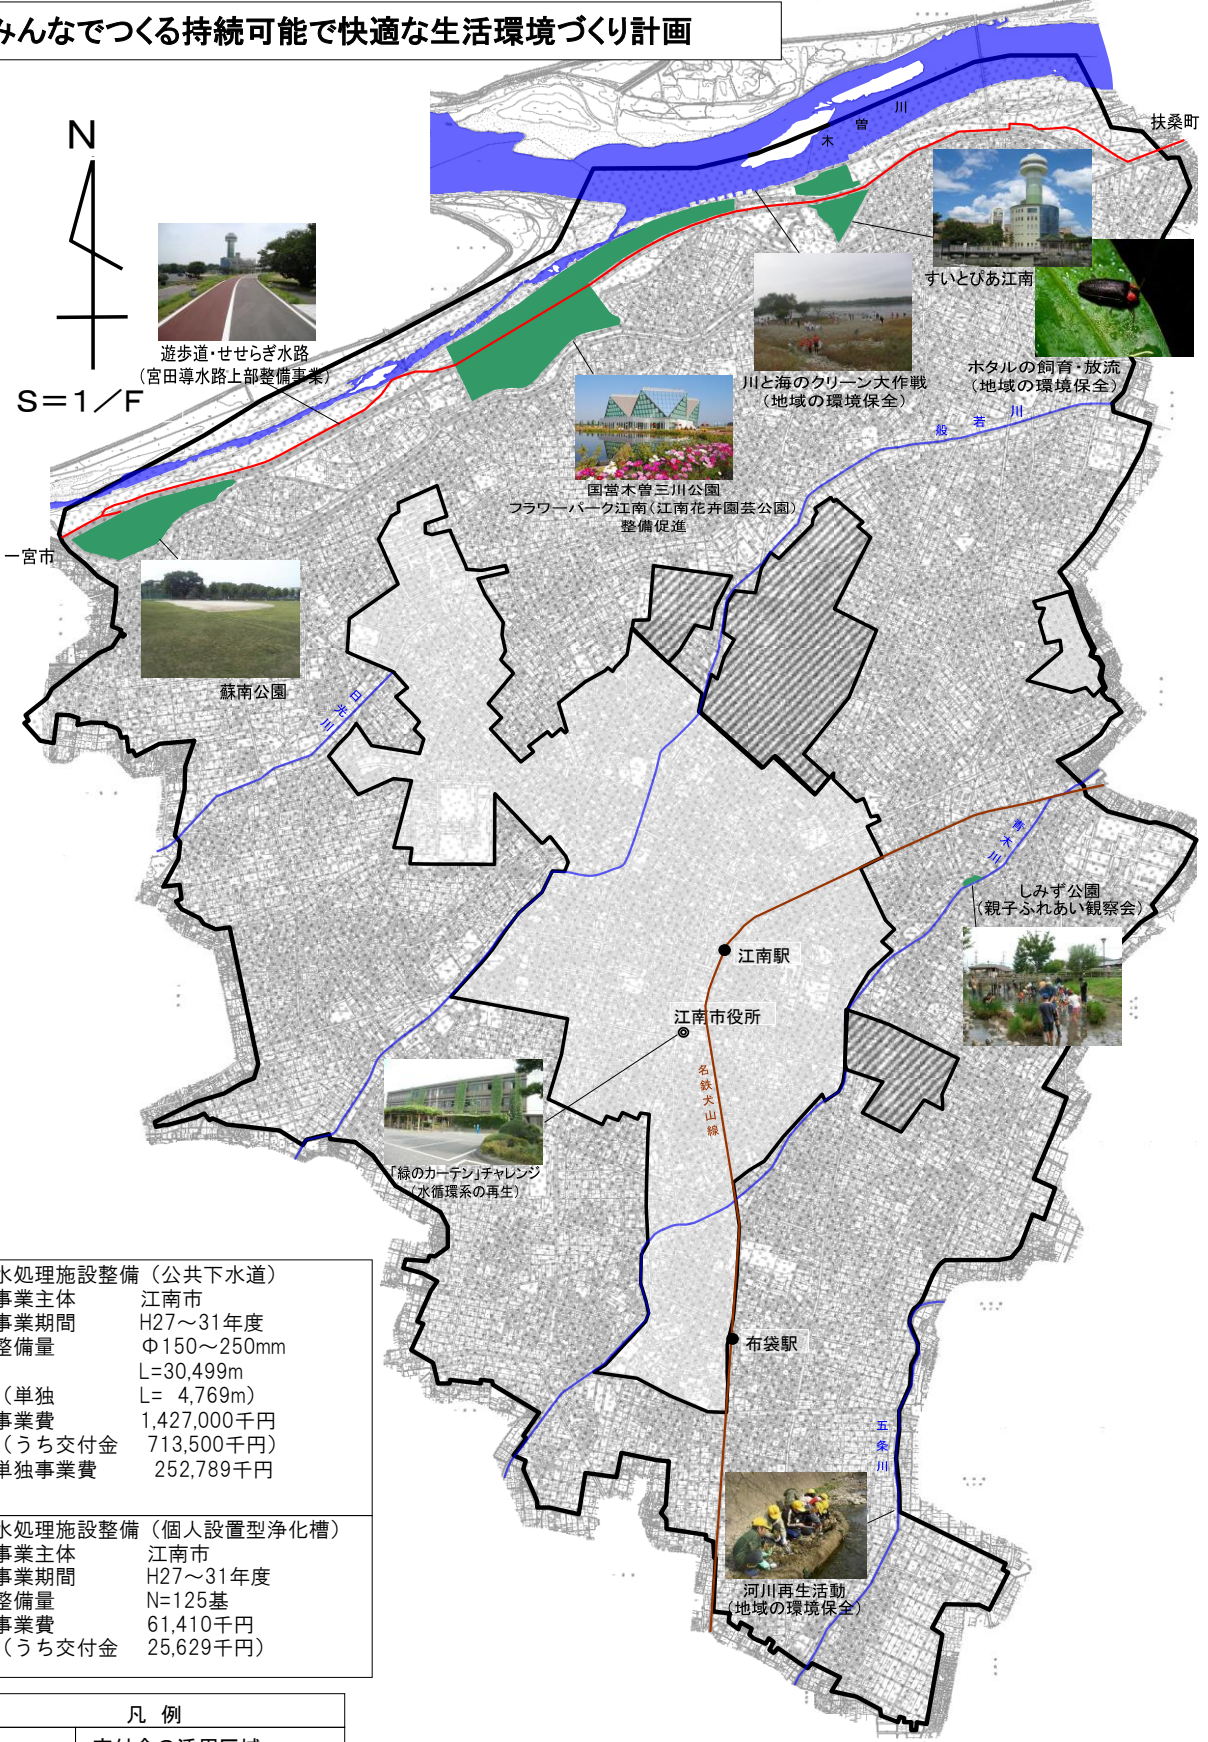 みんなでつくる持続可能で快適な生活環境づくり計画
N
S=1/F
木曽川
扶桑町
すいとぴあ江南
遊歩道・せせらぎ水路
(宮田導水路上部整備事業)
川と海のクリーン大作戦
(地域の環境保全)
ホタルの飼育・放流
(地域の環境保全)
般若川
国営木曽三川公園
フラワーパーク江南(江南花卉園芸公園)
整備促進
一宮市
蘇南公園
日光川
青木川
しみず公園
(親子ふれあい観察会)
江南駅
江南市役所
名鉄犬山線
「緑のカーテン」チャレンジ
(水循環系の再生)
布袋駅
五条川
河川再生活動
(地域の環境保全)
水処理施設整備(公共下水道)
事業主体 江南市
事業期間 H27~31年度
整備量 Φ150~250mm
L=30,499m
(単独 L= 4,769m)
事業費 1,427,000千円
(うち交付金 713,500千円)
単独事業費 252,789千円
水処理施設整備(個人設置型浄化槽)
事業主体 江南市
事業期間 H27~31年度
整備量 N=125基
事業費 61,410千円
(うち交付金 25,629千円)
凡 例
交付金の活用区域